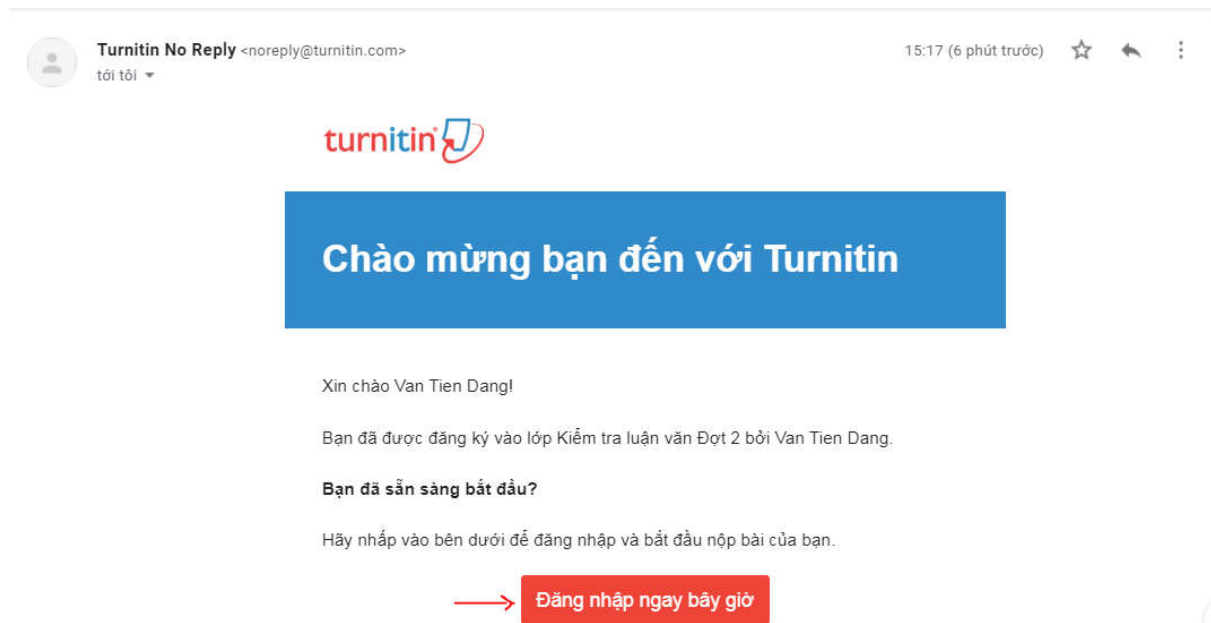 Turnitin No Reply <noreply@turnitin.com>
15:17 (6 phút trước)
tới tôi
turnitin
Chào mừng bạn đến với Turnitin
Xin chào Van Tien Dang!
Bạn đã được đăng ký vào lớp Kiểm tra luận văn Đợt 2 bởi Van Tien Dang.
Bạn đã sẵn sàng bắt đầu?
Hãy nhấp vào bên dưới để đăng nhập và bắt đầu nộp bài của bạn.
Đăng nhập ngay bây giờ